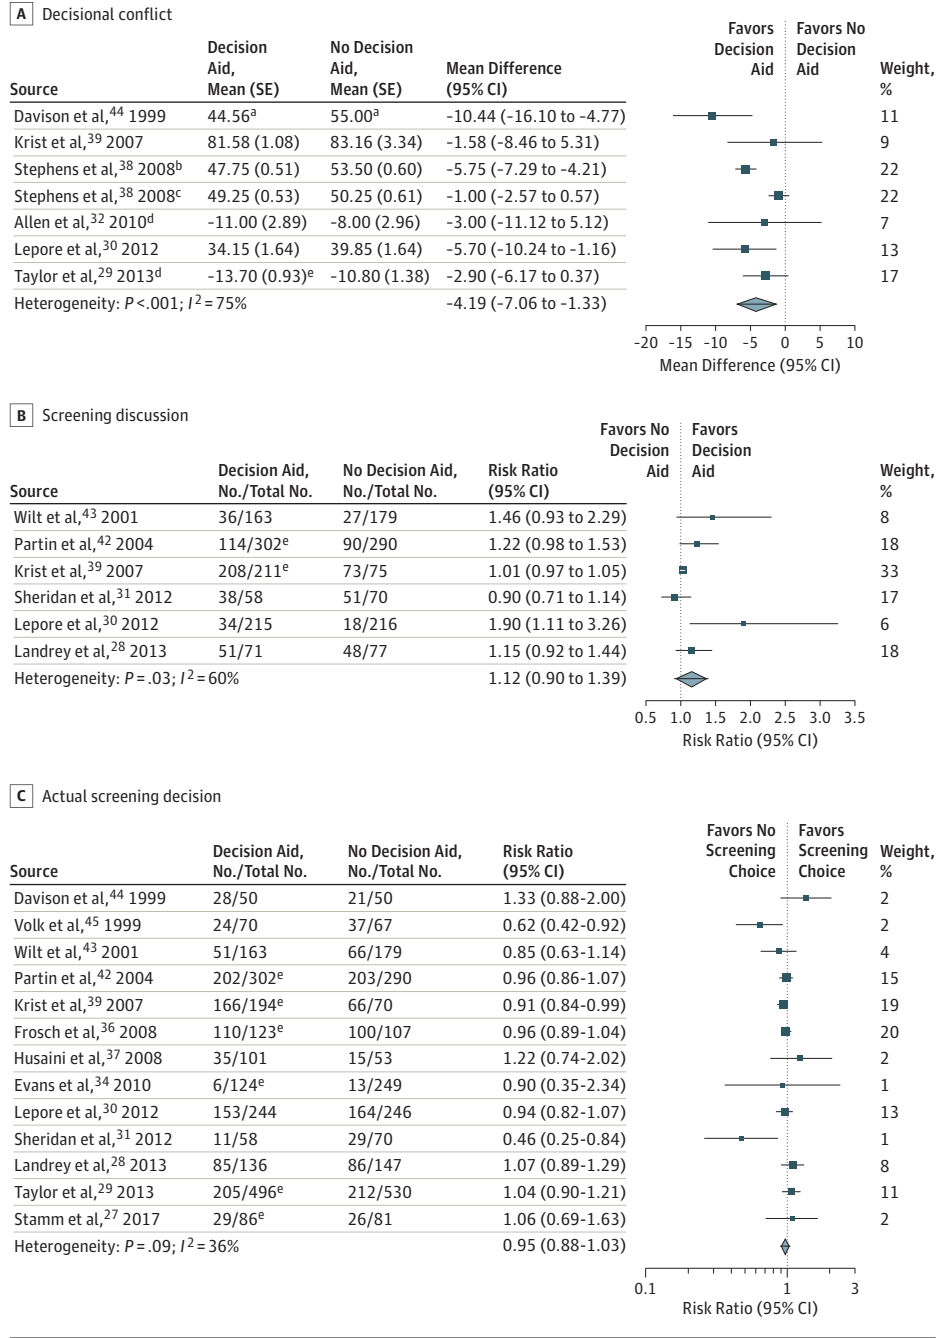 A Decisional conflict
Source Decision Aid, Mean (SE) No Decision Aid, Mean (SE) Mean Difference (95% CI) Favors Decision Aid Favors No Decision Aid Weight, %
Davison et al,44 1999 44.56a 55.00a -10.44 (-16.10 to -4.77) 11
Krist et al,39 2007 81.58 (1.08) 83.16 (3.34) -1.58 (-8.46 to 5.31) 9
Stephens et al,38 2008b 47.75 (0.51) 53.50 (0.60) -5.75 (-7.29 to -4.21) 22
Stephens et al,38 2008c 49.25 (0.53) 50.25 (0.61) -1.00 (-2.57 to 0.57) 22
Allen et al,32 2010d -11.00 (2.89) -8.00 (2.96) -3.00 (-11.12 to 5.12) 7
Lepore et al,30 2012 34.15 (1.64) 39.85 (1.64) -5.70 (-10.24 to -1.16) 13
Taylor et al,29 2013d -13.70 (0.93)e -10.80 (1.38) -2.90 (-6.17 to 0.37) 17
Heterogeneity: P <.001; I2 = 75% -4.19 (-7.06 to -1.33)
-20 -15 -10 -5 0 5 10
Mean Difference (95% CI)
B Screening discussion
Source Decision Aid, No./Total No. No Decision Aid, No./Total No. Risk Ratio (95% CI) Favors No Decision Aid Favors Decision Aid Weight, %
Wilt et al,43 2001 36/163 27/179 1.46 (0.93 to 2.29) 8
Partin et al,42 2004 114/302e 90/290 1.22 (0.98 to 1.53) 18
Krist et al,39 2007 208/211e 73/75 1.01 (0.97 to 1.05) 33
Sheridan et al,31 2012 38/58 51/70 0.90 (0.71 to 1.14) 17
Lepore et al,30 2012 34/215 18/216 1.90 (1.11 to 3.26) 6
Landrey et al,28 2013 51/71 48/77 1.15 (0.92 to 1.44) 18
Heterogeneity: P = .03; I2 = 60% 1.12 (0.90 to 1.39)
0.5 1.0 1.5 2.0 2.5 3.0 3.5
Risk Ratio (95% CI)
C Actual screening decision
Source Decision Aid, No./Total No. No Decision Aid, No./Total No. Risk Ratio (95% CI) Favors No Screening Choice Favors Screening Choice Weight, %
Davison et al,44 1999 28/50 21/50 1.33 (0.88-2.00) 2
Volk et al,45 1999 24/70 37/67 0.62 (0.42-0.92) 2
Wilt et al,43 2001 51/163 66/179 0.85 (0.63-1.14) 4
Partin et al,42 2004 202/302e 203/290 0.96 (0.86-1.07) 15
Krist et al,39 2007 166/194e 66/70 0.91 (0.84-0.99) 19
Frosch et al,36 2008 110/123e 100/107 0.96 (0.89-1.04) 20
Husaini et al,37 2008 35/101 15/53 1.22 (0.74-2.02) 2
Evans et al,34 2010 6/124e 13/249 0.90 (0.35-2.34) 1
Lepore et al,30 2012 153/244 164/246 0.94 (0.82-1.07) 13
Sheridan et al,31 2012 11/58 29/70 0.46 (0.25-0.84) 1
Landrey et al,28 2013 85/136 86/147 1.07 (0.89-1.29) 8
Taylor et al,29 2013 205/496e 212/530 1.04 (0.90-1.21) 11
Stamm et al,27 2017 29/86e 26/81 1.06 (0.69-1.63) 2
Heterogeneity: P = .09; I2 = 36% 0.95 (0.88-1.03)
0.1 1 3
Risk Ratio (95% CI)